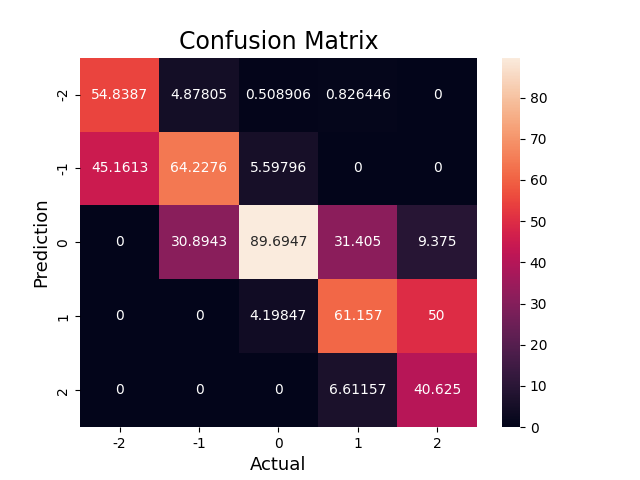 Confusion Matrix
-2 54.8387 4.87805 0.508906 0.826446 0
-1 45.1613 64.2276 5.59796 0 0
0 0 30.8943 89.6947 31.405 9.375
1 0 0 4.19847 61.157 50
2 0 0 0 6.61157 40.625
-2 -1 0 1 2
Prediction
Actual
80
70
60
50
40
30
20
10
0